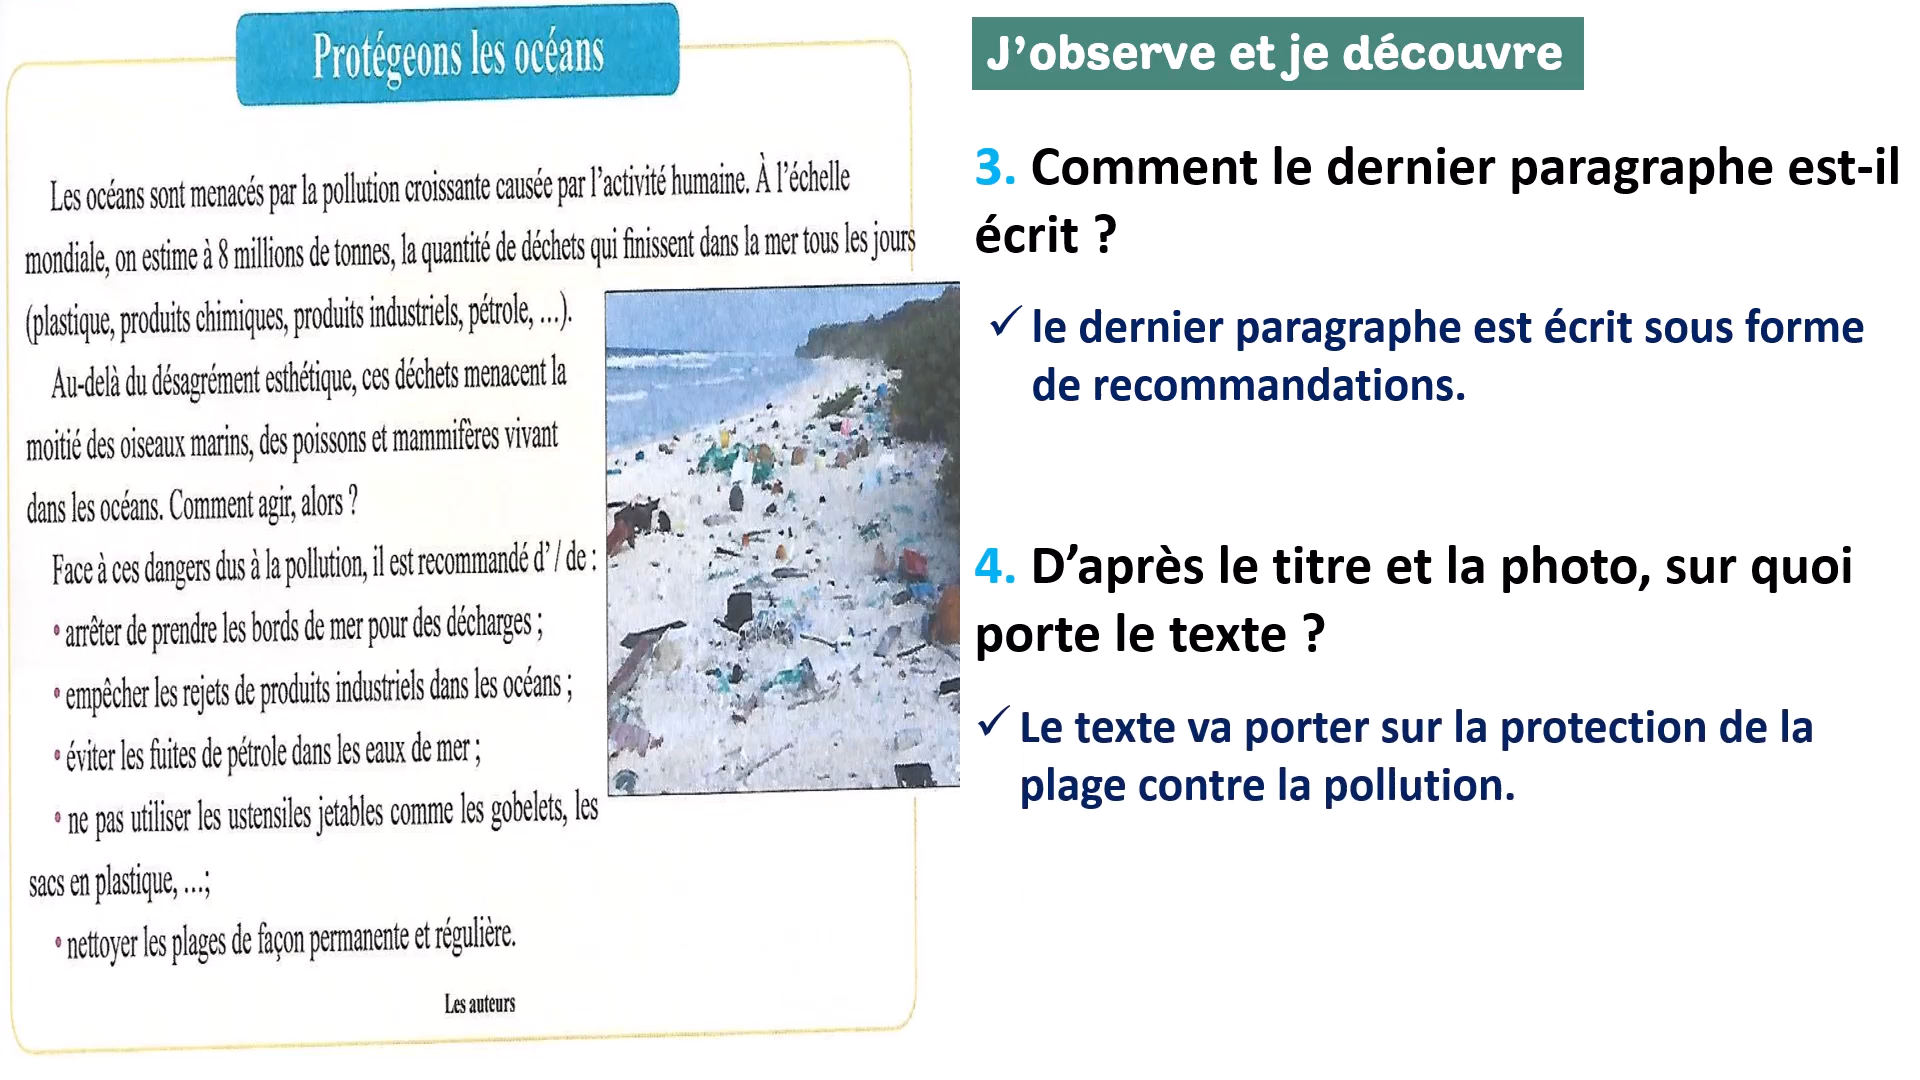 Protégeons les océans
Les océans sont menacés par la pollution croissante causée par l'activité humaine. À l'échelle
mondiale, on estime à 8 millions de tonnes, la quantité de déchets qui finissent dans la mer tous les jours
(plastique, produits chimiques, produits industriels, pétrole, ...).
Au-delà du désagrément esthétique, ces déchets menacent la
moitié des oiseaux marins, des poissons et mammifères vivant
dans les océans. Comment agir, alors ?
Face à ces dangers dus à la pollution, il est recommandé d' / de :
• arrêter de prendre les bords de mer pour des décharges ;
• empêcher les rejets de produits industriels dans les océans ;
• éviter les fuites de pétrole dans les eaux de mer ;
• ne pas utiliser les ustensiles jetables comme les gobelets, les
sacs en plastique, ...;
• nettoyer les plages de façon permanente et régulière.
Les auteurs
J'observe et je découvre
3. Comment le dernier paragraphe est-il
écrit ?
✓ le dernier paragraphe est écrit sous forme
de recommandations.
4. D'après le titre et la photo, sur quoi
porte le texte ?
✓ Le texte va porter sur la protection de la
plage contre la pollution.